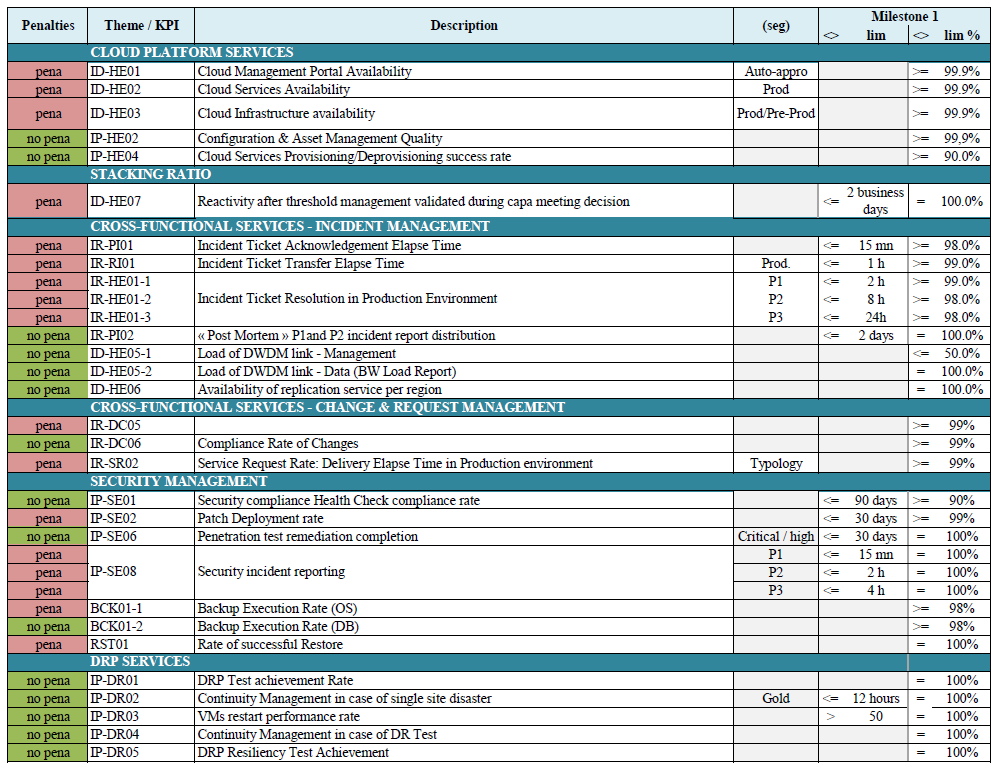 Penalties Theme / KPI Description (seg) Milestone 1
<> lim <> lim %
CLOUD PLATFORM SERVICES
pena ID-HE01 Cloud Management Portal Availability Auto-appro >= 99.9%
pena ID-HE02 Cloud Services Availability Prod >= 99.9%
pena ID-HE03 Cloud Infrastructure availability Prod/Pre-Prod >= 99.9%
no pena IP-HE02 Configuration & Asset Management Quality >= 99,9%
no pena IP-HE04 Cloud Services Provisioning/Deprovisioning success rate >= 90.0%
STACKING RATIO
pena ID-HE07 Reactivity after threshold management validated during capa meeting decision <= 2 business days = 100.0%
CROSS-FUNCTIONAL SERVICES - INCIDENT MANAGEMENT
pena IR-PI01 Incident Ticket Acknowledgement Elapse Time <= 15 mn >= 98.0%
pena IR-RI01 Incident Ticket Transfer Elapse Time Prod. <= 1 h >= 99.0%
pena IR-HE01-1 P1 <= 2 h >= 99.0%
pena IR-HE01-2 Incident Ticket Resolution in Production Environment P2 <= 8 h >= 98.0%
pena IR-HE01-3 P3 <= 24h >= 98.0%
no pena IR-PI02 « Post Mortem » P1and P2 incident report distribution <= 2 days = 100.0%
no pena ID-HE05-1 Load of DWDM link - Management <= 50.0%
no pena ID-HE05-2 Load of DWDM link - Data (BW Load Report) = 100.0%
no pena ID-HE06 Availability of replication service per region = 100.0%
CROSS-FUNCTIONAL SERVICES - CHANGE & REQUEST MANAGEMENT
pena IR-DC05 >= 99%
no pena IR-DC06 Compliance Rate of Changes >= 99%
pena IR-SR02 Service Request Rate: Delivery Elapse Time in Production environment Typology >= 99%
SECURITY MANAGEMENT
no pena IP-SE01 Security compliance Health Check compliance rate <= 90 days >= 90%
pena IP-SE02 Patch Deployment rate <= 30 days >= 99%
no pena IP-SE06 Penetration test remediation completion Critical / high <= 30 days = 100%
pena P1 <= 15 mn = 100%
pena IP-SE08 Security incident reporting P2 <= 2 h = 100%
pena P3 <= 4 h = 100%
pena BCK01-1 Backup Execution Rate (OS) >= 98%
no pena BCK01-2 Backup Execution Rate (DB) >= 98%
pena RST01 Rate of successful Restore = 100%
DRP SERVICES
no pena IP-DR01 DRP Test achievement Rate = 100%
no pena IP-DR02 Continuity Management in case of single site disaster Gold <= 12 hours = 100%
no pena IP-DR03 VMs restart performance rate > 50 = 100%
no pena IP-DR04 Continuity Management in case of DR Test = 100%
no pena IP-DR05 DRP Resiliency Test Achievement = 100%